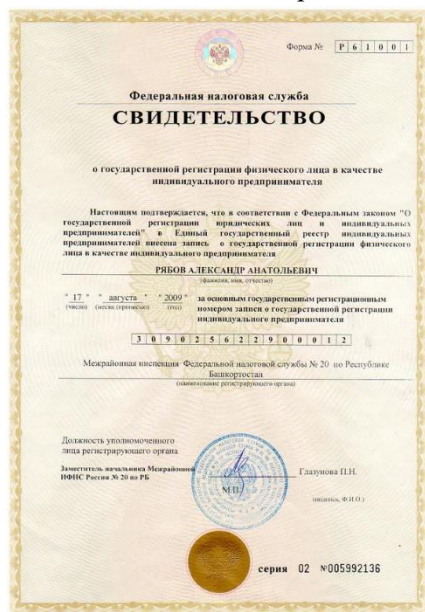 Форма № Р 6 1 0 0 1
Федеральная налоговая служба
СВИДЕТЕЛЬСТВО
о государственной регистрации физического лица в качестве
индивидуального предпринимателя
Настоящим подтверждается, что в соответствии с Федеральным законом "О
государственной регистрации юридических лиц и индивидуальных
предпринимателей" в Единый государственный реестр индивидуальных
предпринимателей внесена запись о государственной регистрации физического
лица в качестве индивидуального предпринимателя
РЯБОВ АЛЕКСАНДР АНАТОЛЬЕВИЧ
(фамилия, имя, отчество)
" 17 " " августа " " 2009 " за основным государственным регистрационным
(число) (месяц (прописью)) (год) номером записи о государственной регистрации
индивидуального предпринимателя
3 0 9 0 2 5 6 2 2 9 0 0 0 1 2
Межрайонная инспекция Федеральной налоговой службы № 20 по Республике
Башкортостан
(наименование регистрирующего органа)
Должность уполномоченного
лица регистрирующего органа
Заместитель начальника Межрайонной
ИФНС России № 20 по РБ
Глазунова П.Н.
М.П.
(подпись, Ф.И.О.)
серия 02 №005992136